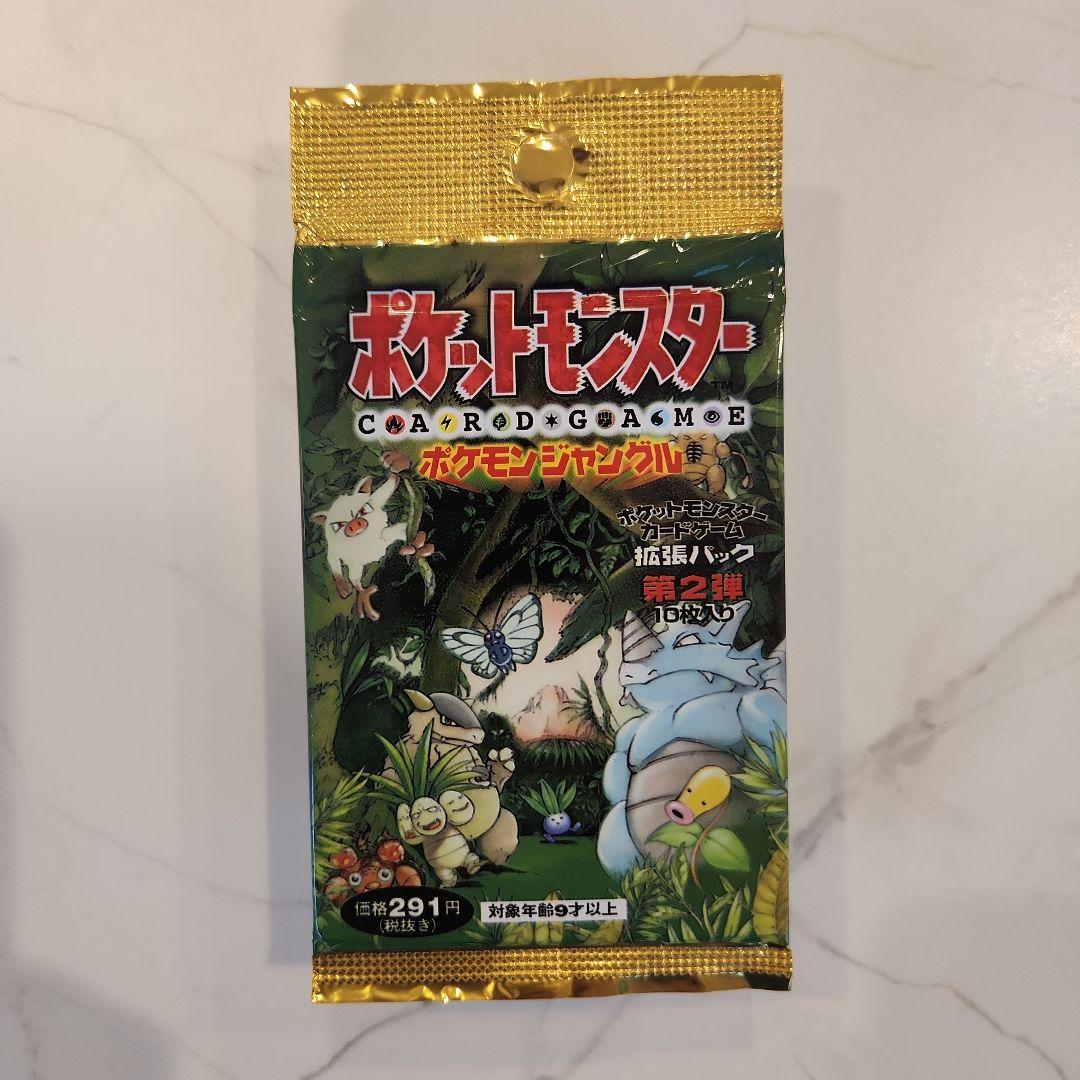 ポケットモンスター
TM
CARD GAME
ポケモンジャングル
ポケットモンスター
カードゲーム
拡張パック
第2弾
10枚入り
価格291円
(税抜き)
対象年齢9才以上